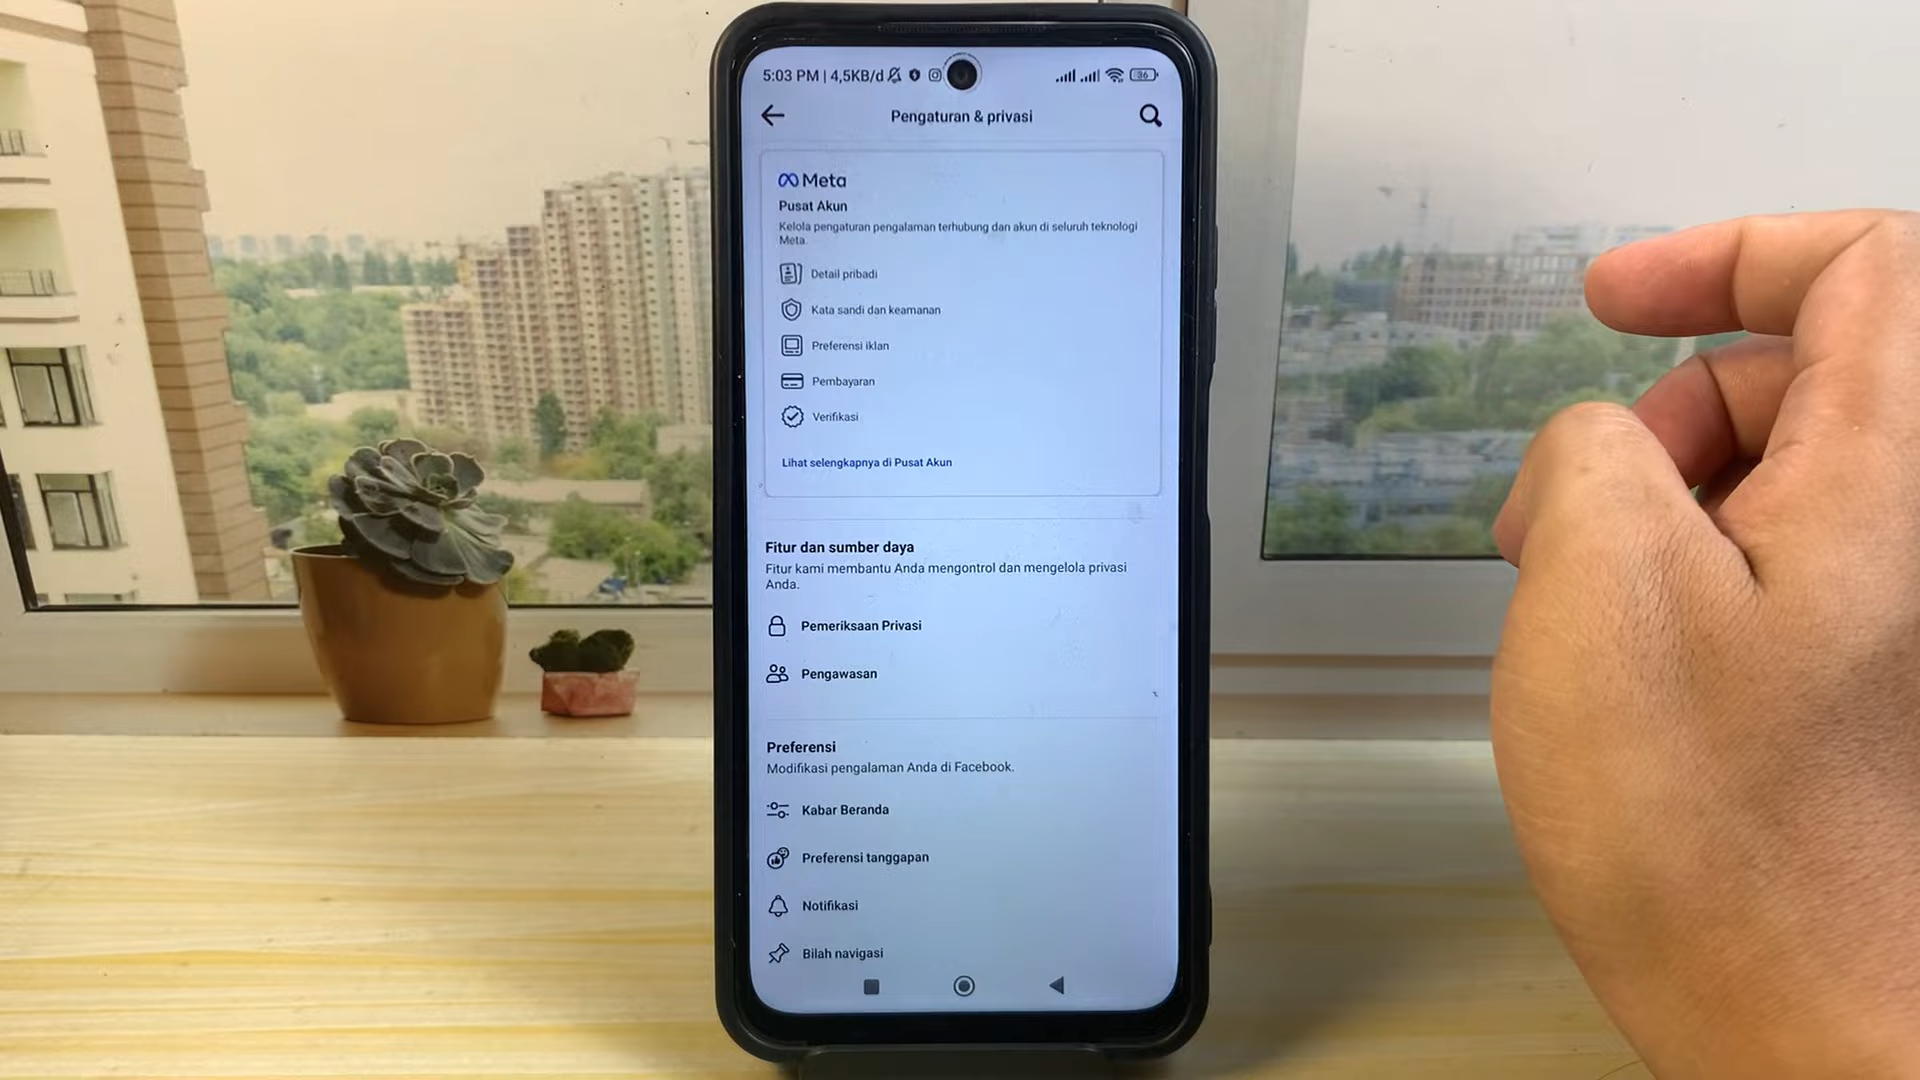 5:03 PM | 4,5KB/d
36
Pengaturan & privasi
Meta
Pusat Akun
Kelola pengaturan pengalaman terhubung dan akun di seluruh teknologi
Meta.
Detail pribadi
Kata sandi dan keamanan
Preferensi iklan
Pembayaran
Verifikasi
Lihat selengkapnya di Pusat Akun
Fitur dan sumber daya
Fitur kami membantu Anda mengontrol dan mengelola privasi
Anda.
Pemeriksaan Privasi
Pengawasan
Preferensi
Modifikasi pengalaman Anda di Facebook.
Kabar Beranda
Preferensi tanggapan
Notifikasi
Bilah navigasi